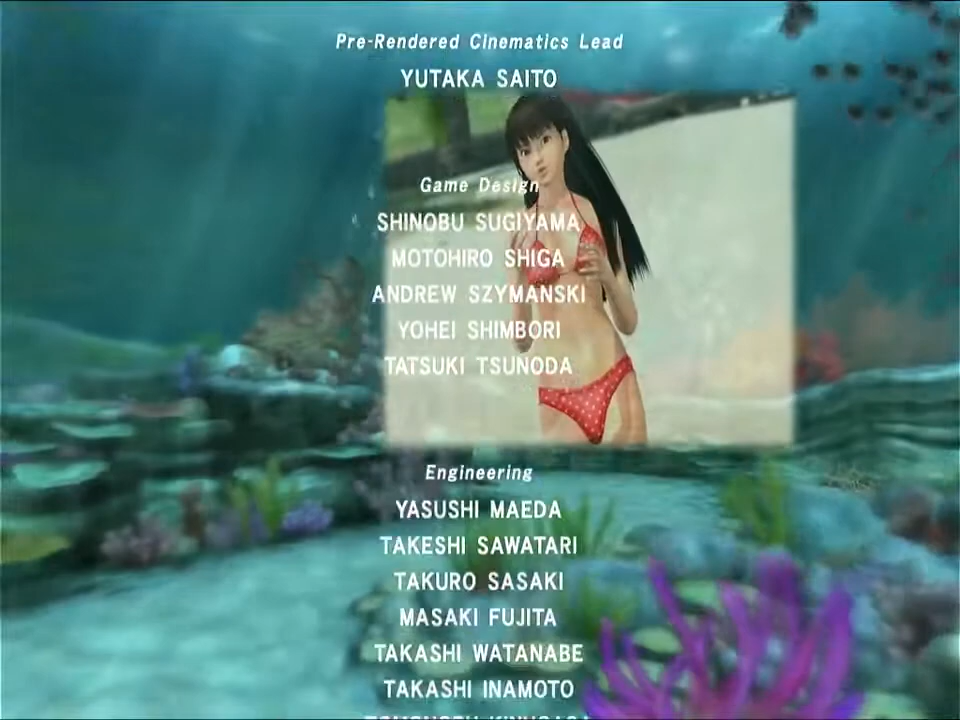 Pre-Rendered Cinematics Lead
YUTAKA SAITO
Game Design
SHINOBU SUGIYAMA
MOTOHIRO SHIGA
ANDREW SZYMANSKI
YOHEI SHIMBORI
TATSUKI TSUNODA
Engineering
YASUSHI MAEDA
TAKESHI SAWATARI
TAKURO SASAKI
MASAKI FUJITA
TAKASHI WATANABE
TAKASHI INAMOTO